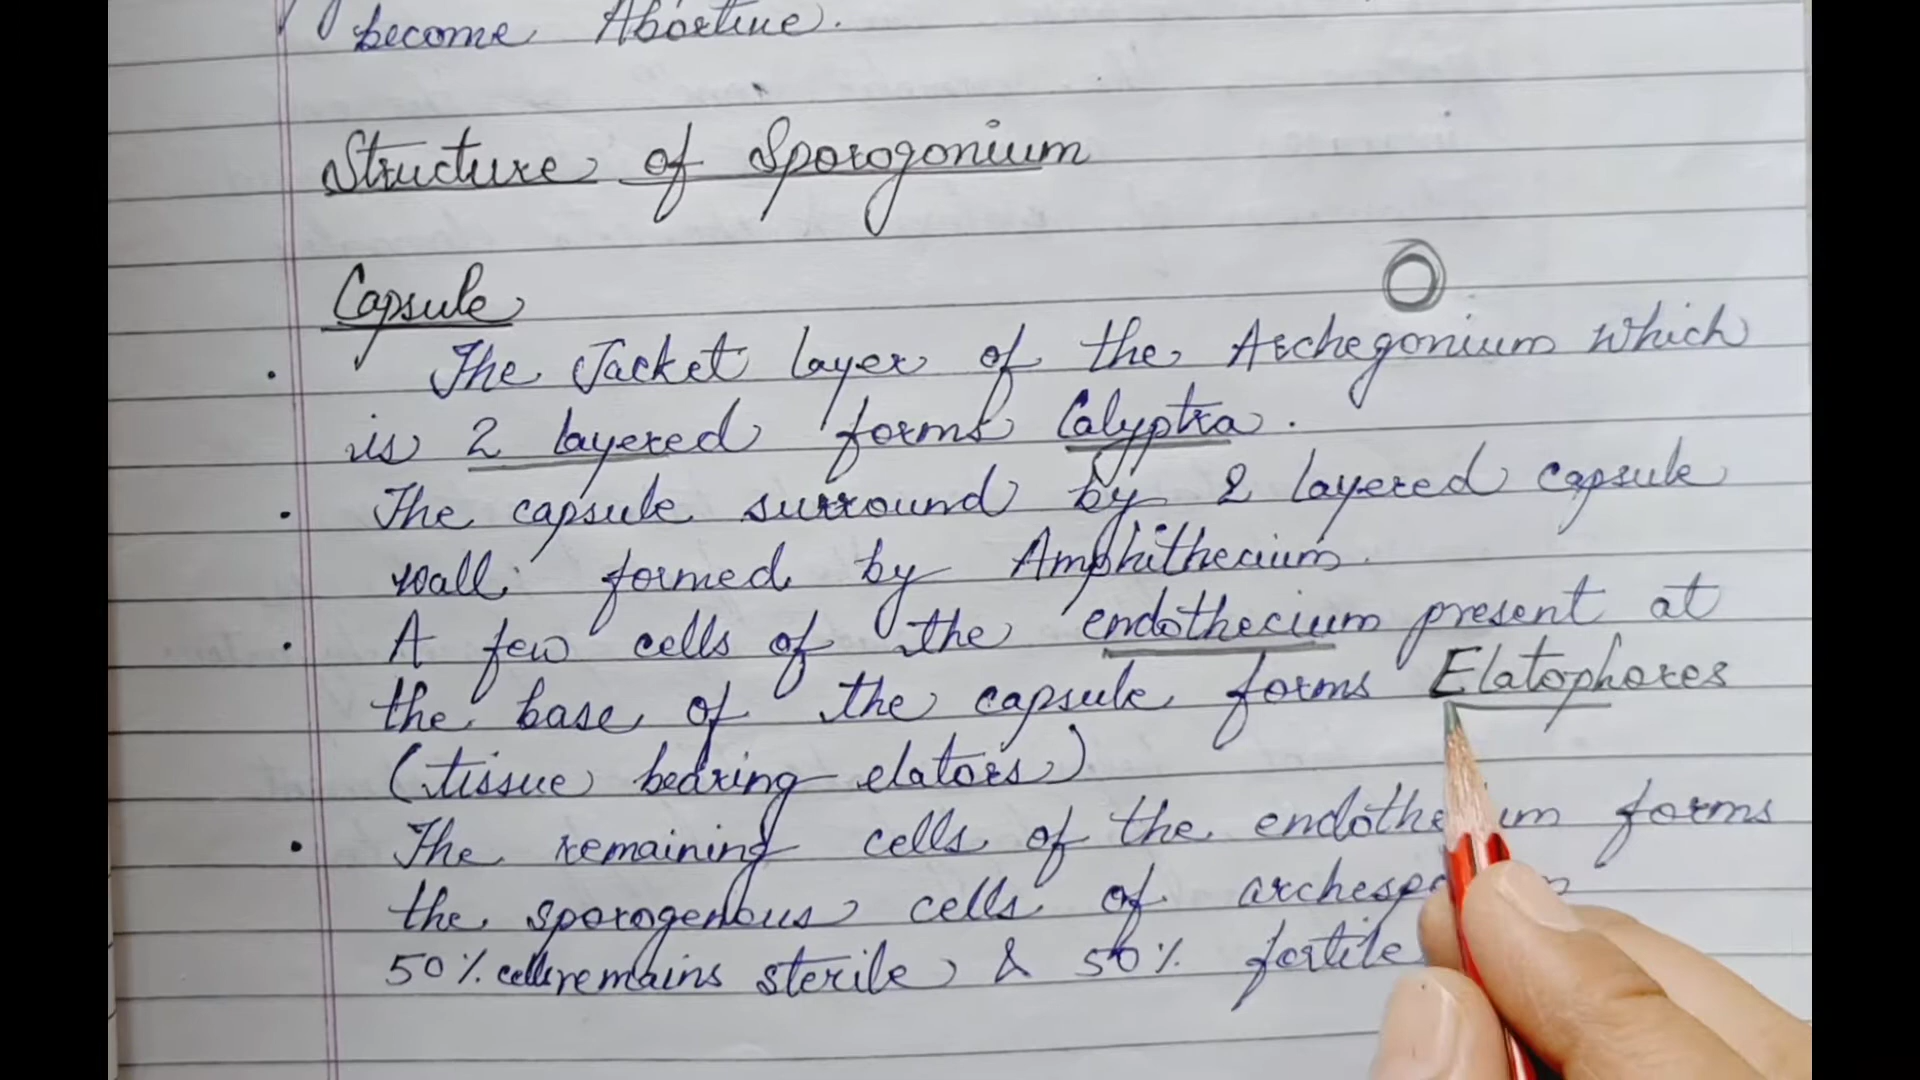 become Abortive.
Structure of Sporogonium
Capsule
• The Jacket layer of the Archegonium which
is 2 layered forms Calyptra.
• The capsule surround by 2 layered capsule
wall. formed by Amphithecium.
• A few cells of the endothecium present at
the base of the capsule forms Elatophores
(tissue bearing elators)
• The remaining cells of the endothe um forms
the sporogenous cells of archespo
50% cells remains sterile & 50% fertile